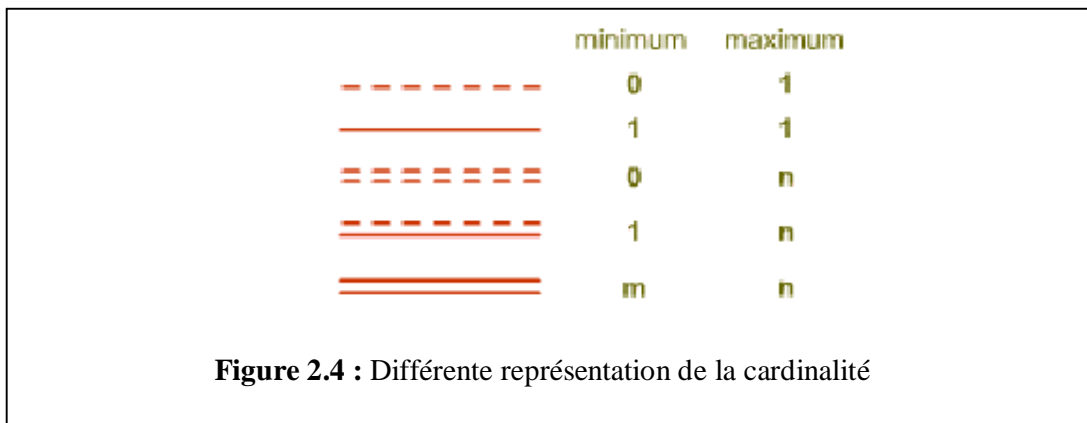 minimum maximum
0 1
1 1
0 n
1 n
m n
Figure 2.4 : Différente représentation de la cardinalité